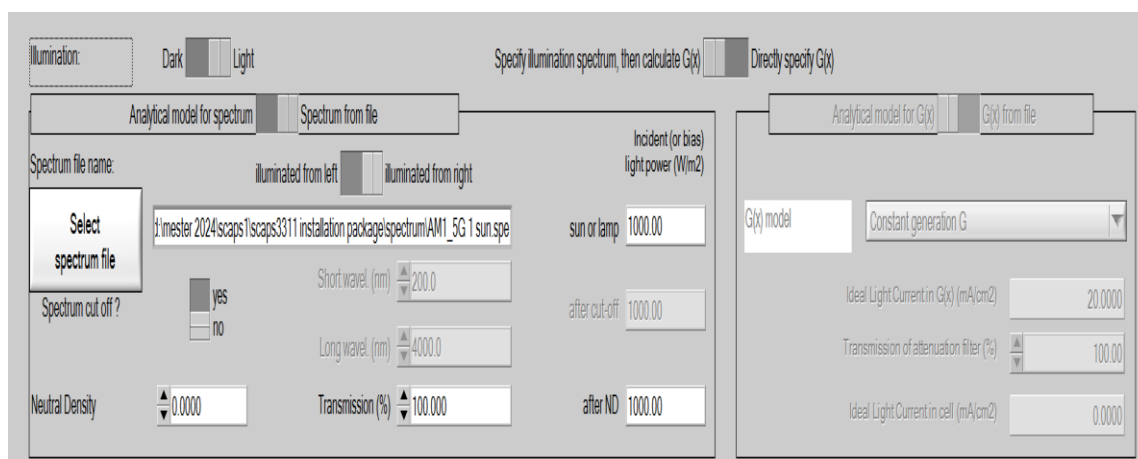 Illumination:
Dark Light
Specify illumination spectrum, then calculate G(x) Directly specify G(x)
Analytical model for spectrum Spectrum from file
Analytical model for G(x) G(x) from file
Incident (or bias)
light power (W/m2)
Spectrum file name:
illuminated from left illuminated from right
Select
spectrum file
d:\mester 2024\scaps1\scaps3311 installation package\spectrum\AM1_5G 1 sun.spe
sun or lamp 1000.00
G(x) model Constant generation G
Short wavel. (nm) 200.0
Spectrum cut off ? yes
no
after cut-off 1000.00
Long wavel. (nm) 4000.0
Ideal Light Current in G(x) (mA/cm2) 20.0000
Transmission of attenuation filter (%) 100.00
Neutral Density 0.0000
Transmission (%) 100.000
after ND 1000.00
Ideal Light Current in cell (mA/cm2) 0.0000